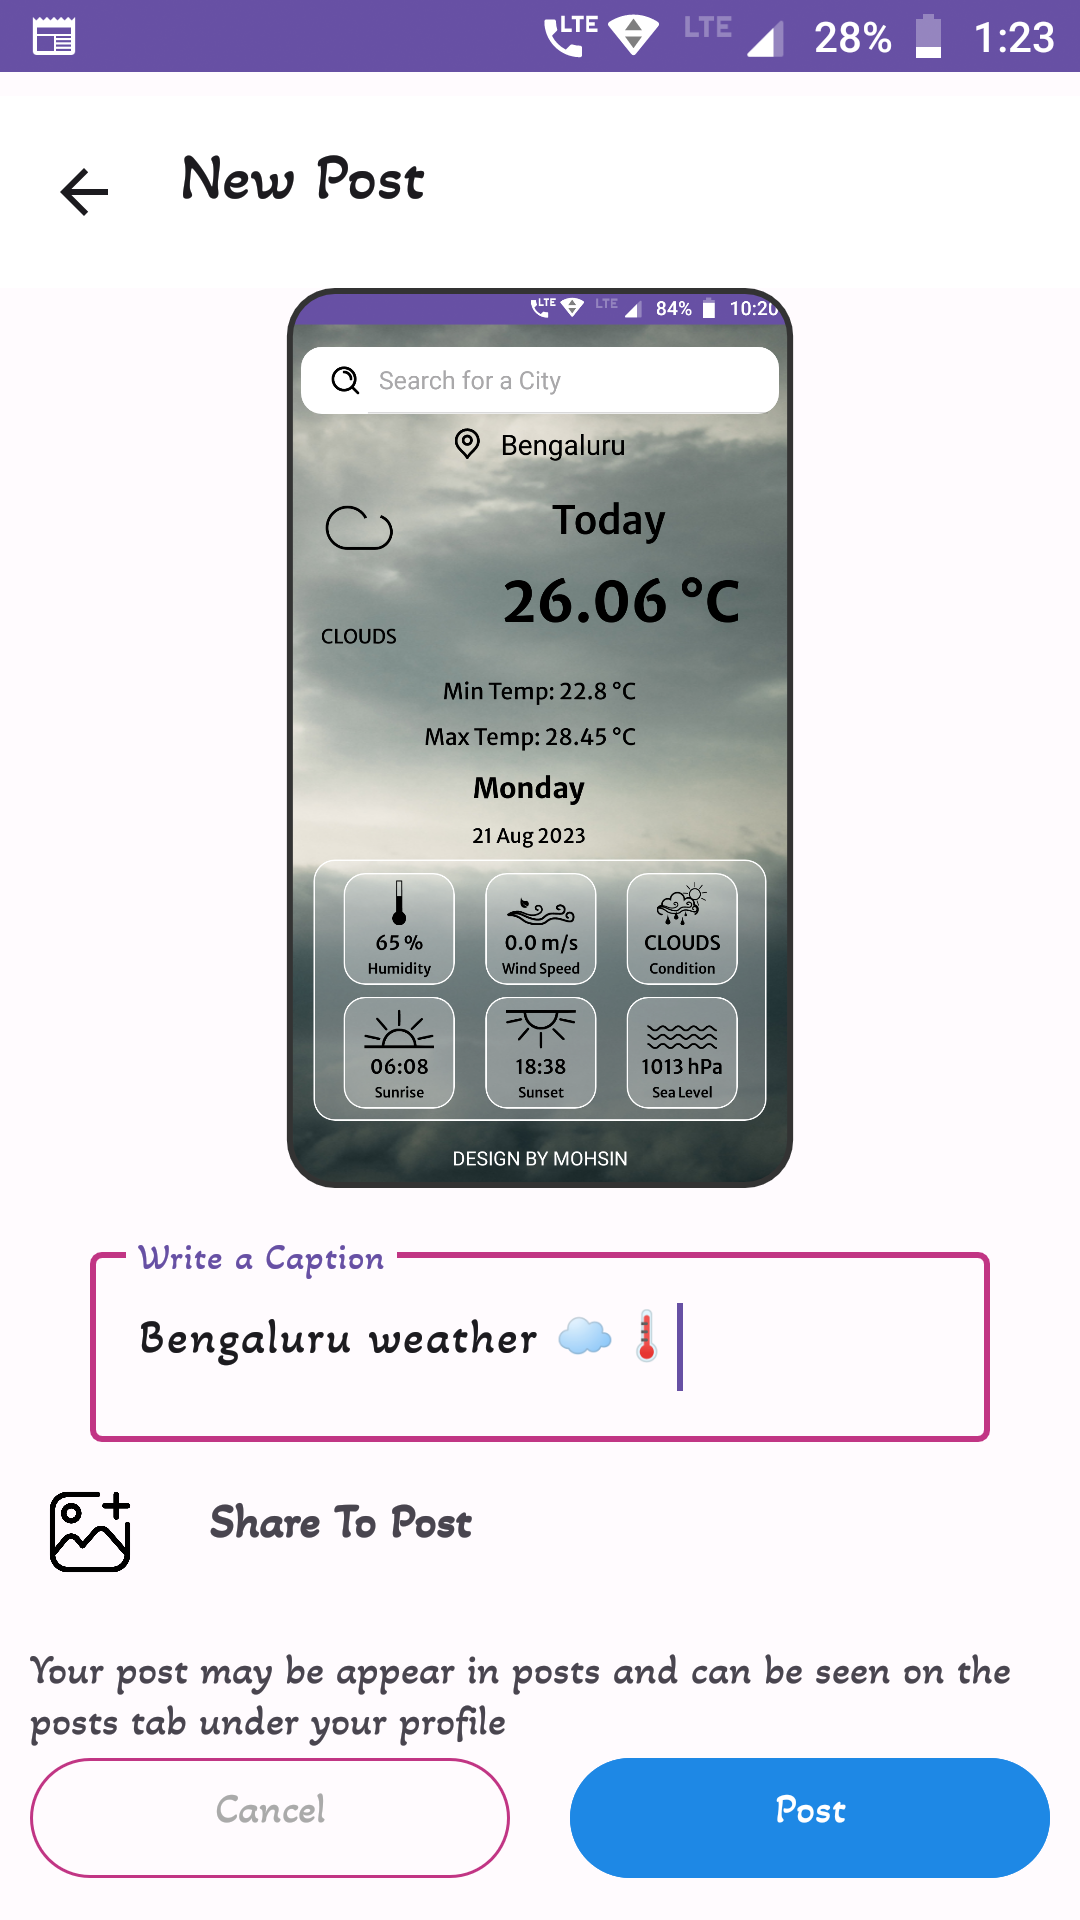 LTE LTE 28% 1:23
New Post
LTE LTE 84% 10:20
Search for a City
Bengaluru
Today
26.06 °C
CLOUDS
Min Temp: 22.8 °C
Max Temp: 28.45 °C
Monday
21 Aug 2023
65 % 0.0 m/s CLOUDS
Humidity Wind Speed Condition
06:08 18:38 1013 hPa
Sunrise Sunset Sea Level
DESIGN BY MOHSIN
Write a Caption
Bengaluru weather ☁️🌡️
Share To Post
Your post may be appear in posts and can be seen on the
posts tab under your profile
Cancel Post